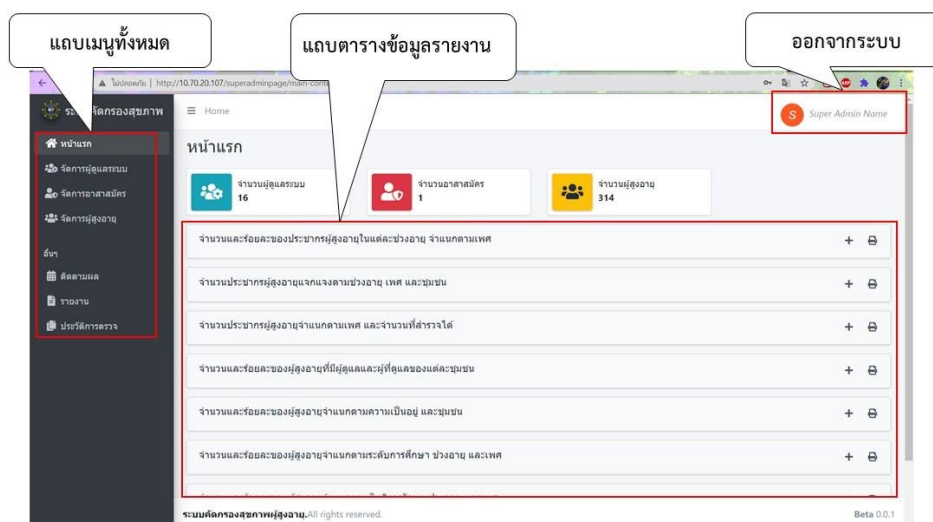 แถบเมนูทั้งหมด
แถบตารางข้อมูลรายงาน
ออกจากระบบ
ไม่ปลอดภัย | http://10.70.20.107/superadminpage/main-cont
คัดกรองสุขภาพ
Home
S Super Admin Name
หน้าแรก
จัดการผู้ดูแลระบบ
จัดการอาสาสมัคร
จัดการผู้สูงอายุ
อื่นๆ
ติดตามผล
รายงาน
ประวัติการตรวจ
หน้าแรก
จำนวนผู้ดูแลระบบ
16
จำนวนอาสาสมัคร
1
จำนวนผู้สูงอายุ
314
จำนวนและร้อยละของประชากรผู้สูงอายุในแต่ละช่วงอายุ จำแนกตามเพศ
จำนวนประชากรผู้สูงอายุแจกแจงตามช่วงอายุ เพศ และชุมชน
จำนวนประชากรผู้สูงอายุจำแนกตามเพศ และจำนวนที่สำรวจได้
จำนวนและร้อยละของผู้สูงอายุที่มีผู้ดูแลและผู้ที่ดูแลของแต่ละชุมชน
จำนวนและร้อยละของผู้สูงอายุจำแนกตามความเป็นอยู่ และชุมชน
จำนวนและร้อยละของผู้สูงอายุจำแนกตามระดับการศึกษา ช่วงอายุ และเพศ
ระบบคัดกรองสุขภาพผู้สูงอายุ.All rights reserved.
Beta 0.0.1